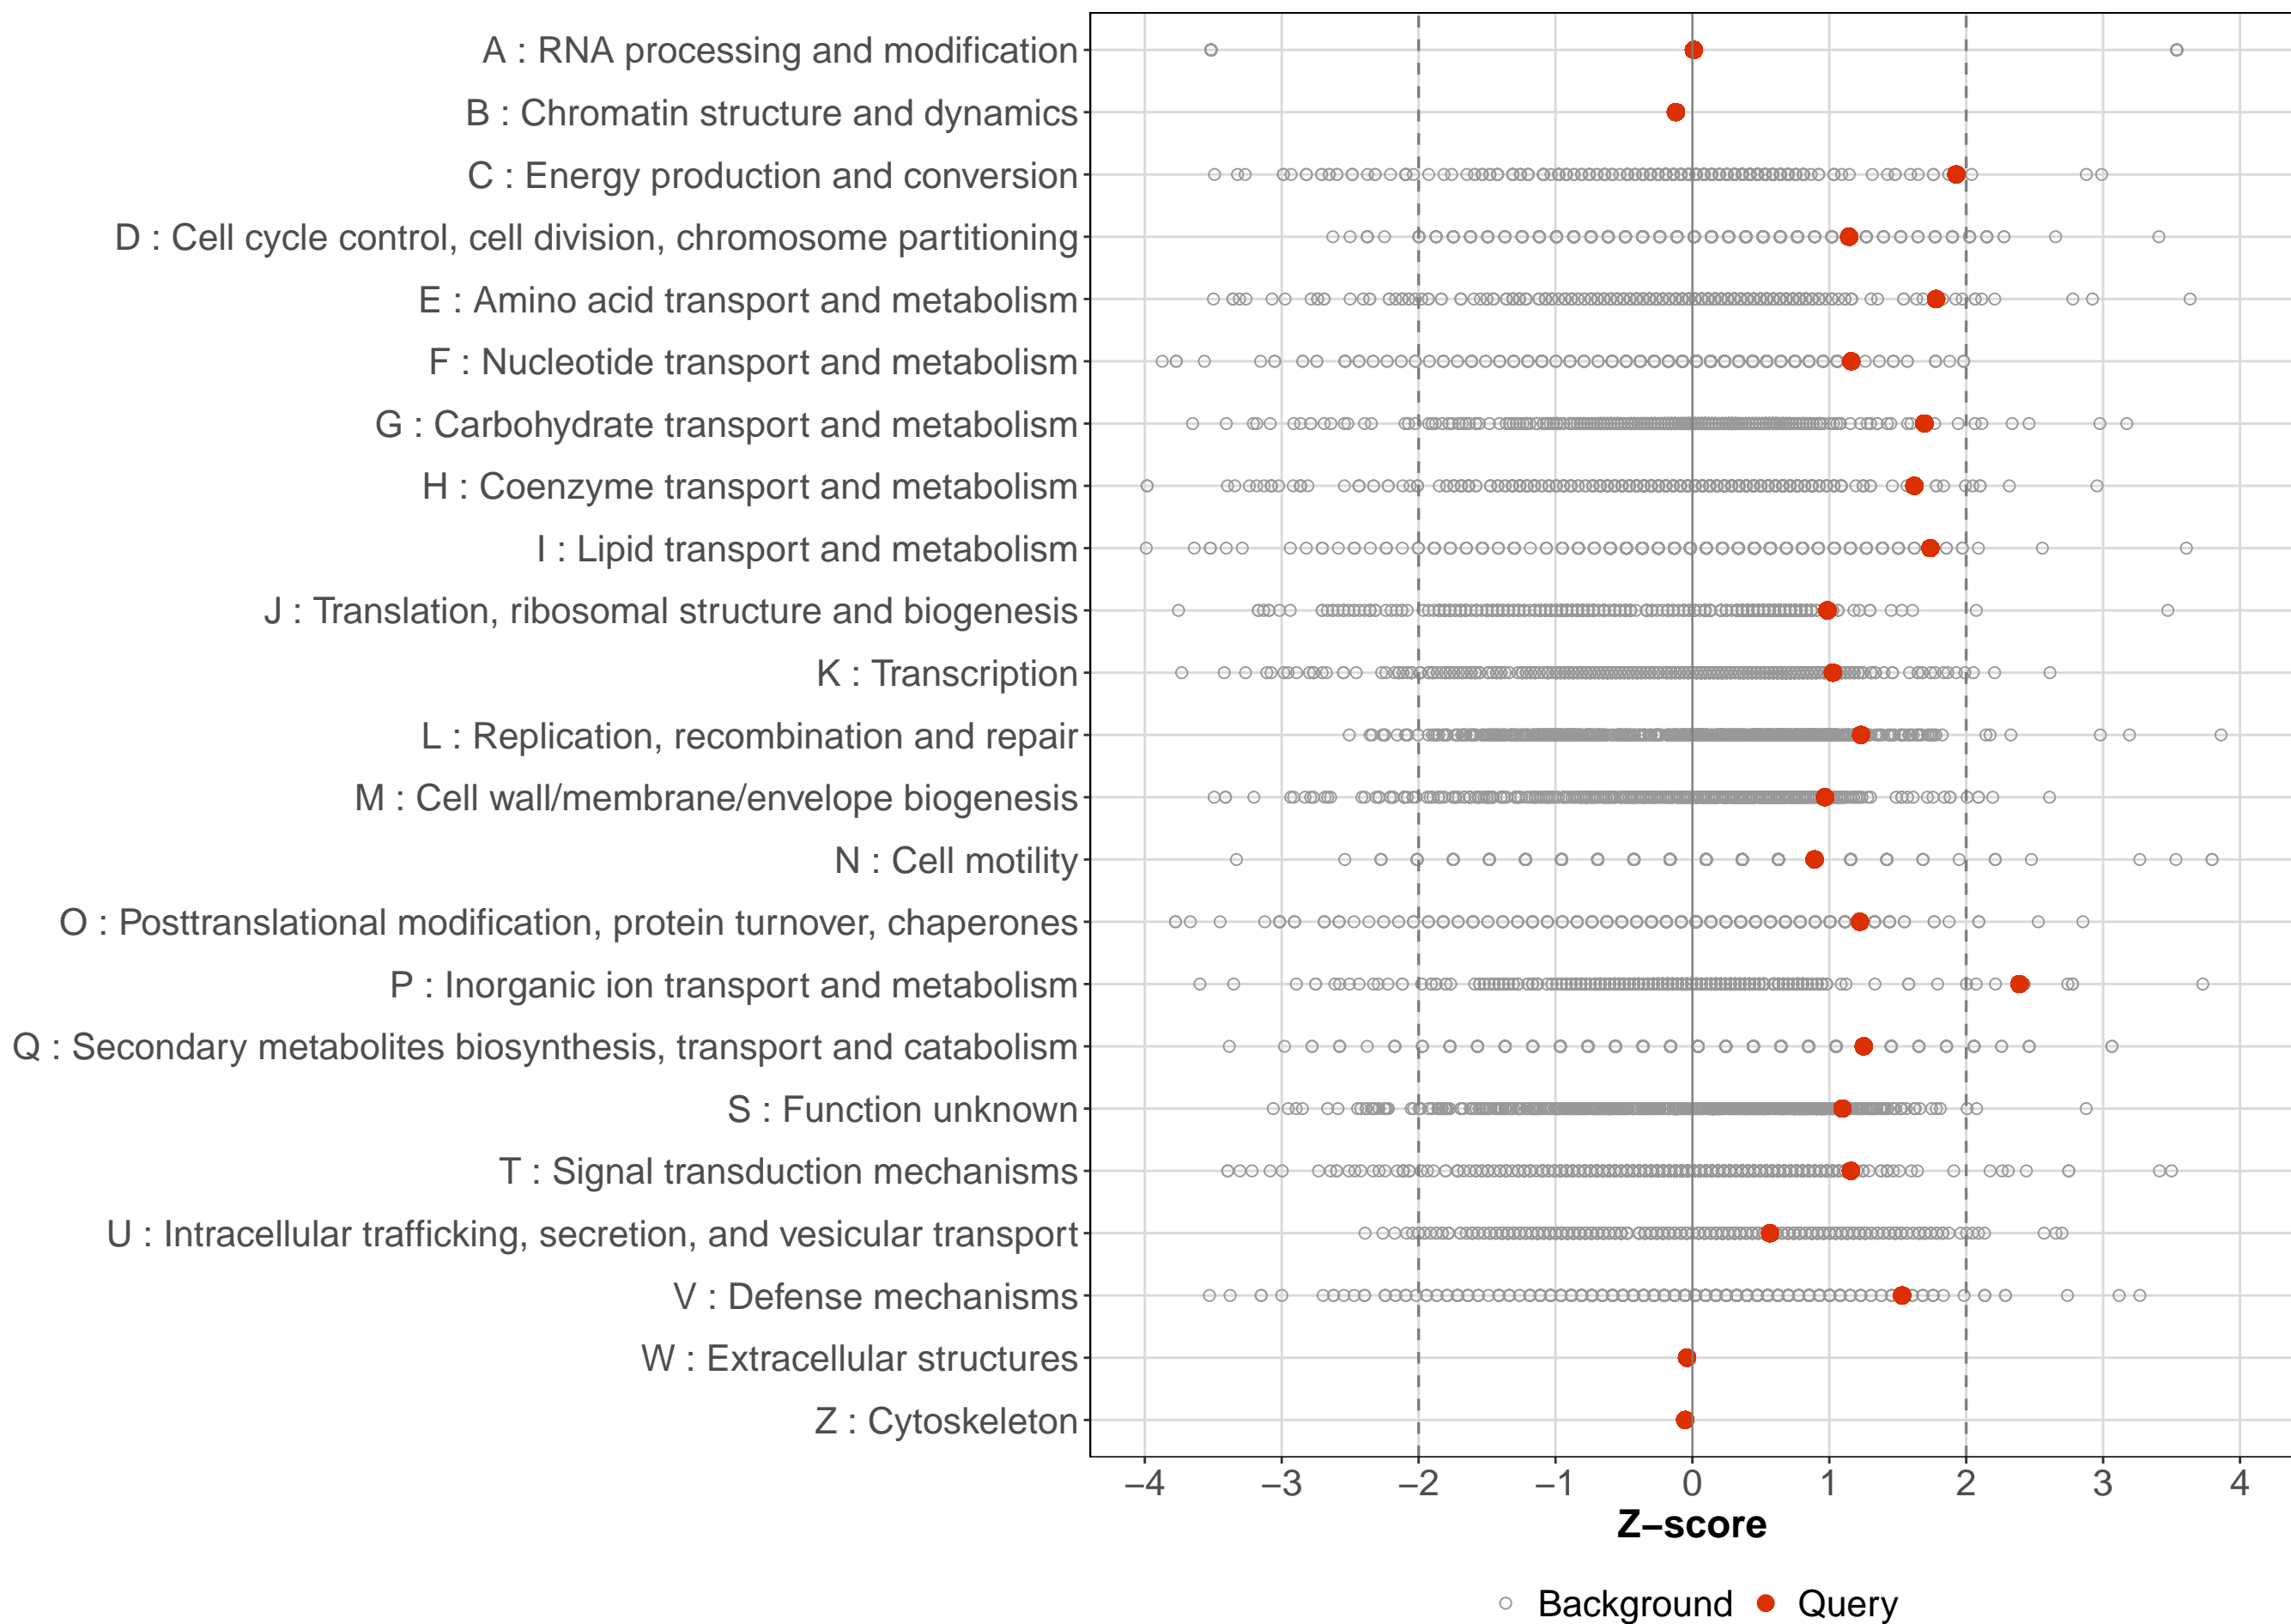 A : RNA processing and modification
B : Chromatin structure and dynamics
C : Energy production and conversion
D : Cell cycle control, cell division, chromosome partitioning
E : Amino acid transport and metabolism
F : Nucleotide transport and metabolism
G : Carbohydrate transport and metabolism
H : Coenzyme transport and metabolism
I : Lipid transport and metabolism
J : Translation, ribosomal structure and biogenesis
K : Transcription
L : Replication, recombination and repair
M : Cell wall/membrane/envelope biogenesis
N : Cell motility
O : Posttranslational modification, protein turnover, chaperones
P : Inorganic ion transport and metabolism
Q : Secondary metabolites biosynthesis, transport and catabolism
S : Function unknown
T : Signal transduction mechanisms
U : Intracellular trafficking, secretion, and vesicular transport
V : Defense mechanisms
W : Extracellular structures
Z : Cytoskeleton
−4 −3 −2 −1 0 1 2 3 4
Z−score
Background Query